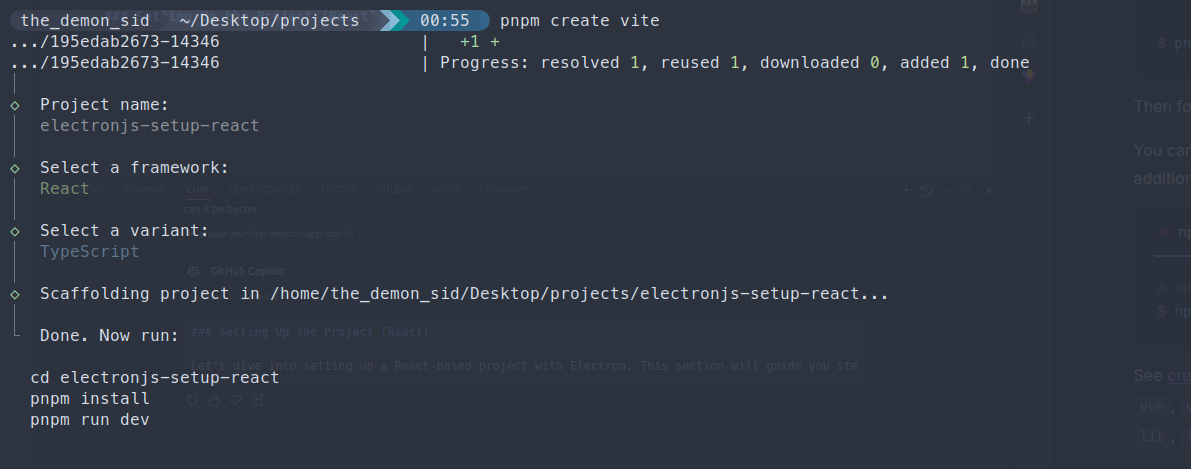 the_demon_sid ~/Desktop/projects 00:55 pnpm create vite
.../195edab2673-14346 | +1 +
.../195edab2673-14346 | Progress: resolved 1, reused 1, downloaded 0, added 1, done
Project name:
electronjs-setup-react
Select a framework:
React
Select a variant:
TypeScript
Scaffolding project in /home/the_demon_sid/Desktop/projects/electronjs-setup-react...
Done. Now run:
cd electronjs-setup-react
pnpm install
pnpm run dev
TERMINAL CHAT DEBUG CONSOLE OUTPUT GITLENS PORTS COMMENTS
can it be better
GitHub Copilot
### Setting Up the Project (React)
Let's dive into setting up a React-based project with Electron. This section will guide you ste
Then fo
You can
addition
$ np
See cre
vue ,
lit ,